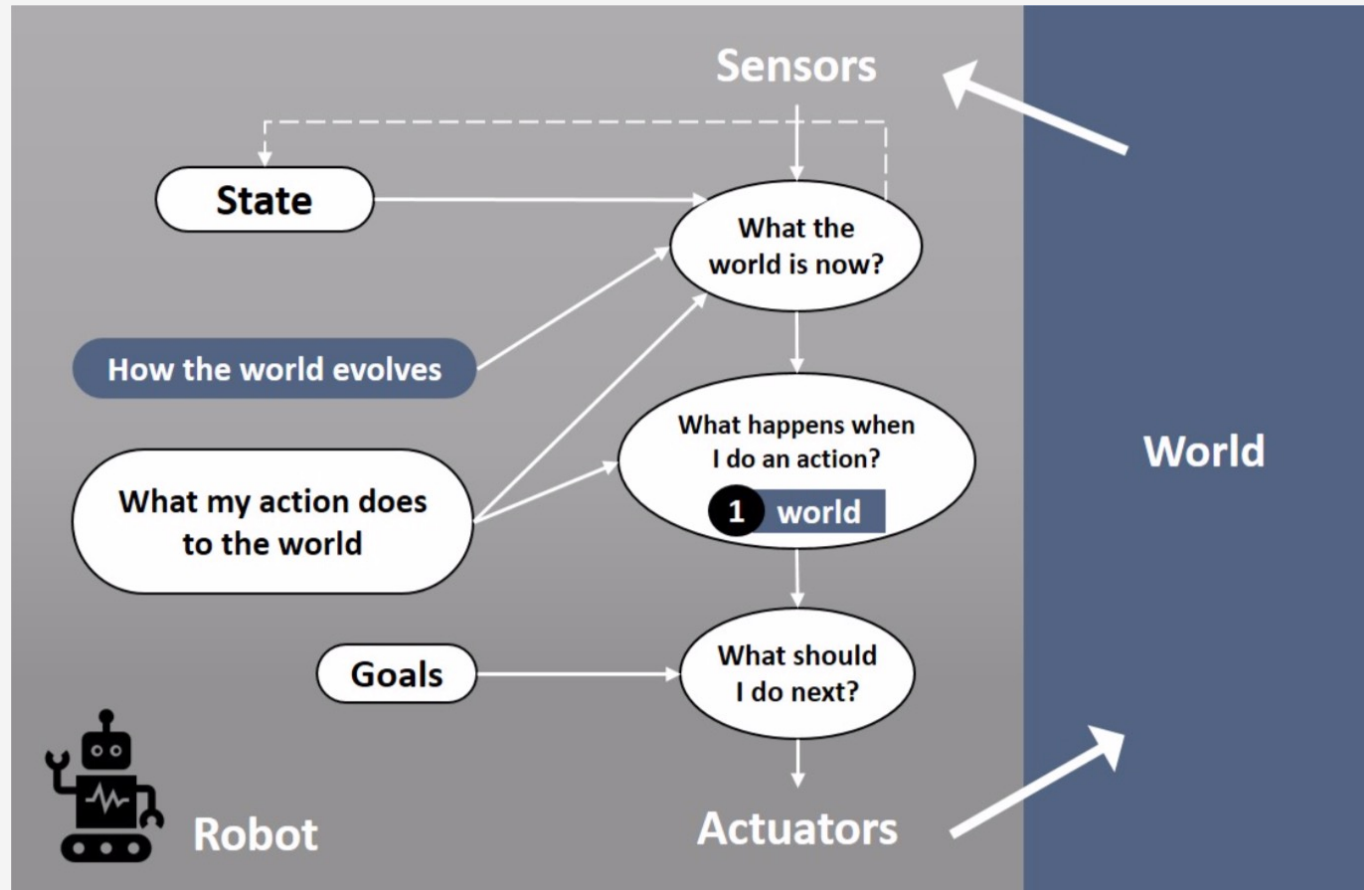 Sensors
State
What the
world is now?
How the world evolves
What happens when
I do an action?
1 world
World
What my action does
to the world
What should
I do next?
Goals
Robot
Actuators